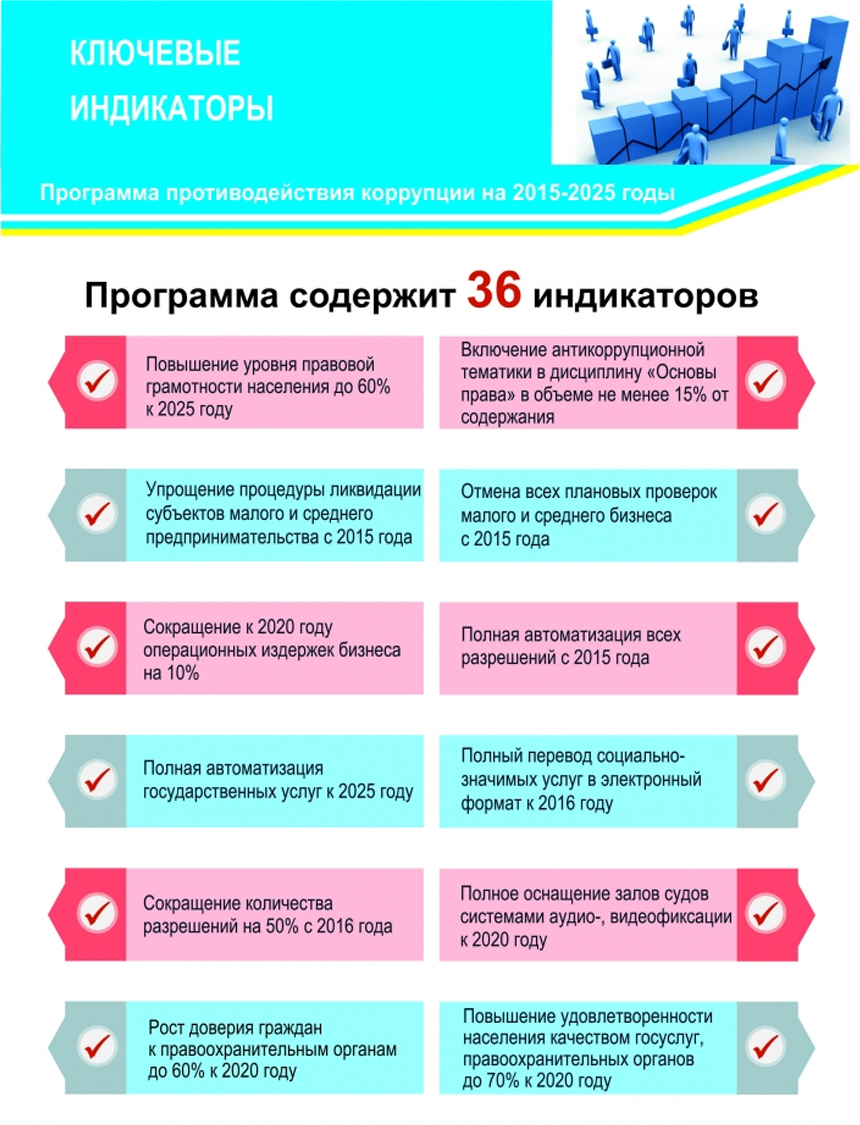 КЛЮЧЕВЫЕ
ИНДИКАТОРЫ
Программа противодействия коррупции на 2015-2025 годы
Программа содержит 36 индикаторов
Повышение уровня правовой
грамотности населения до 60%
к 2025 году
Включение антикоррупционной
тематики в дисциплину «Основы
права» в объеме не менее 15% от
содержания
Упрощение процедуры ликвидации
субъектов малого и среднего
предпринимательства с 2015 года
Отмена всех плановых проверок
малого и среднего бизнеса
с 2015 года
Сокращение к 2020 году
операционных издержек бизнеса
на 10%
Полная автоматизация всех
разрешений с 2015 года
Полная автоматизация
государственных услуг к 2025 году
Полный перевод социально-
значимых услуг в электронный
формат к 2016 году
Сокращение количества
разрешений на 50% с 2016 года
Полное оснащение залов судов
системами аудио-, видеофиксации
к 2020 году
Рост доверия граждан
к правоохранительным органам
до 60% к 2020 году
Повышение удовлетворенности
населения качеством госуслуг,
правоохранительных органов
до 70% к 2020 году